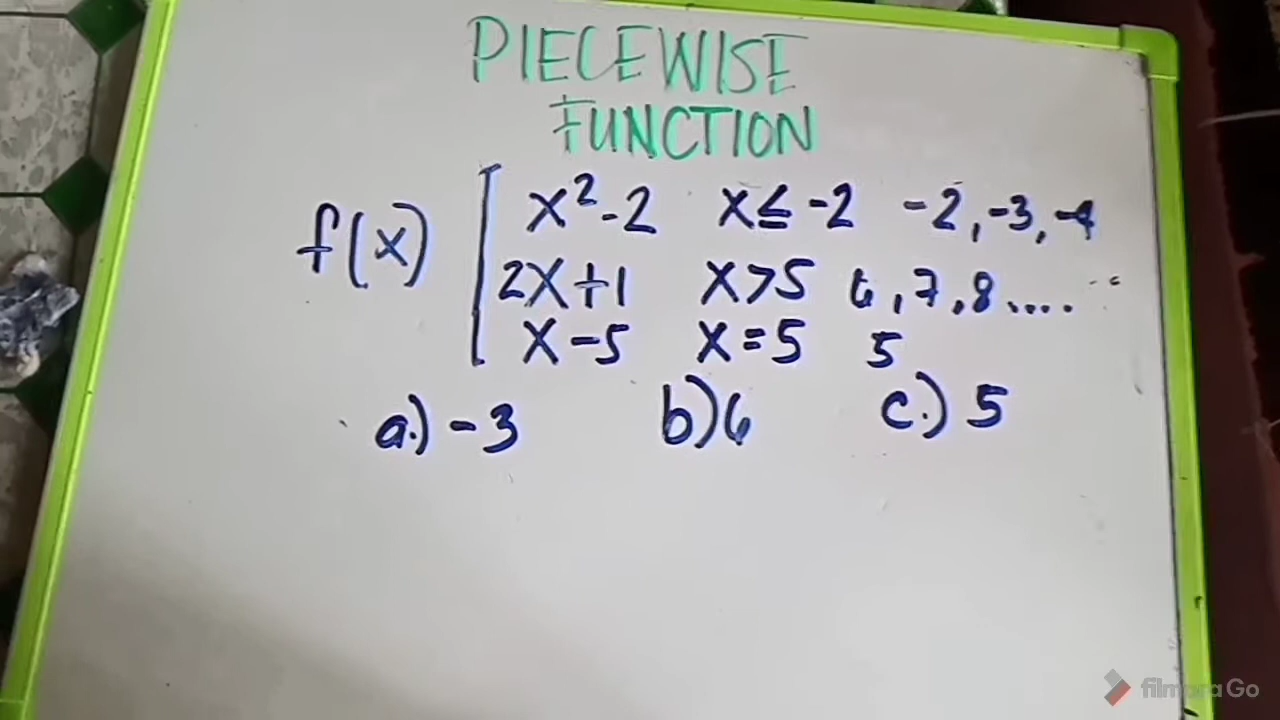 PIECEWISE
FUNCTION
f(x) [ x²-2 x≤-2 -2,-3,-4
2x+1 x>5 6,7,8....
x-5 x=5 5
a.) -3 b) 6 c.) 5
filmora Go